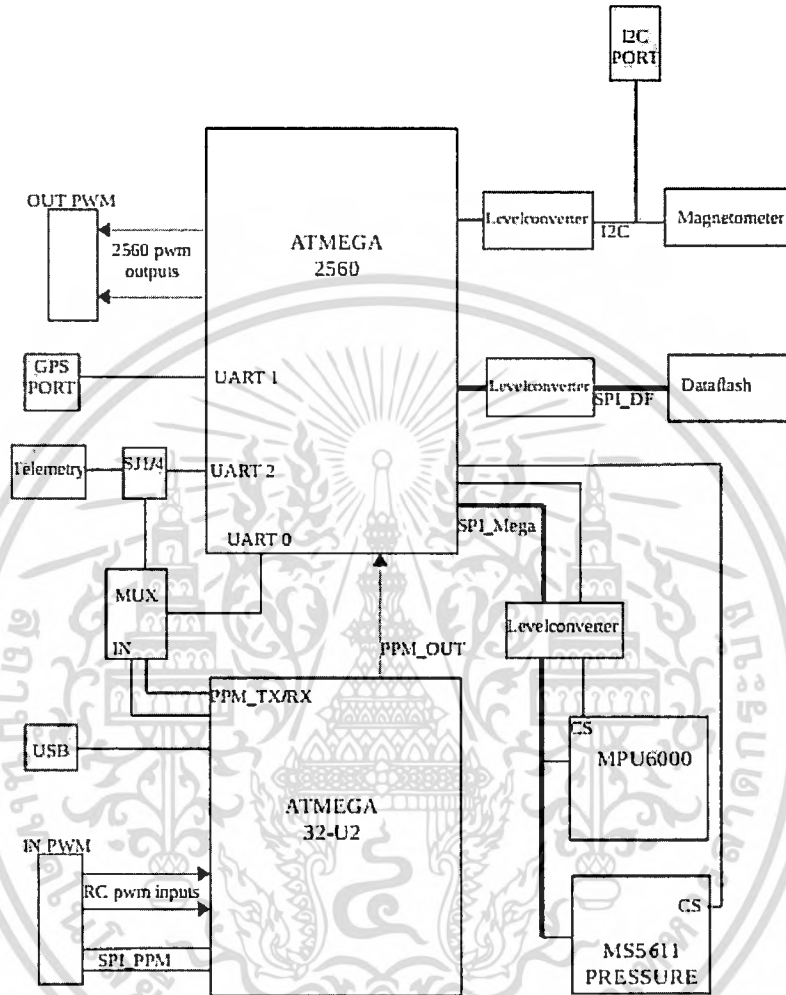 I2C
PORT
OUT PWM
2560 pwm
outputs
ATMEGA
2560
Levelconverter
I2C
Magnetometer
GPS
PORT
UART 1
Levelconverter
SPI_DF
Dataflash
Telemetry
SJ1/4
UART 2
UART 0
SPI_Mega
MUX
IN
Levelconverter
PPM_OUT
PPM_TX/RX
USB
CS
MPU6000
ATMEGA
32-U2
IN PWM
RC pwm inputs
SPI_PPM
CS
MS5611
PRESSURE